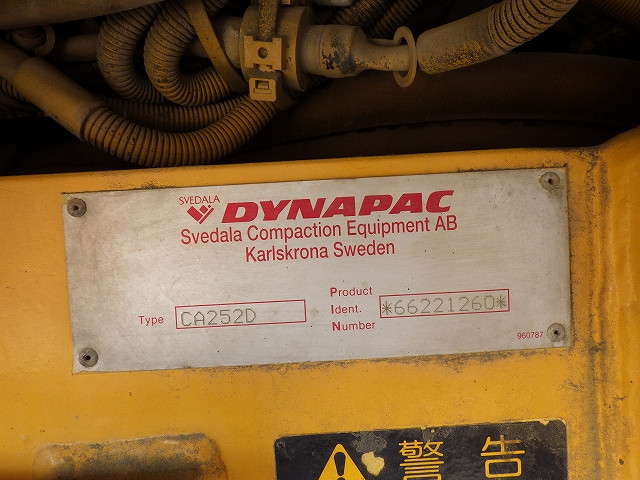 SVEDALA
DYNAPAC
Svedala Compaction Equipment AB
Karlskrona Sweden
Type CA252D
Product
Ident. *66221260*
Number
960787
警告